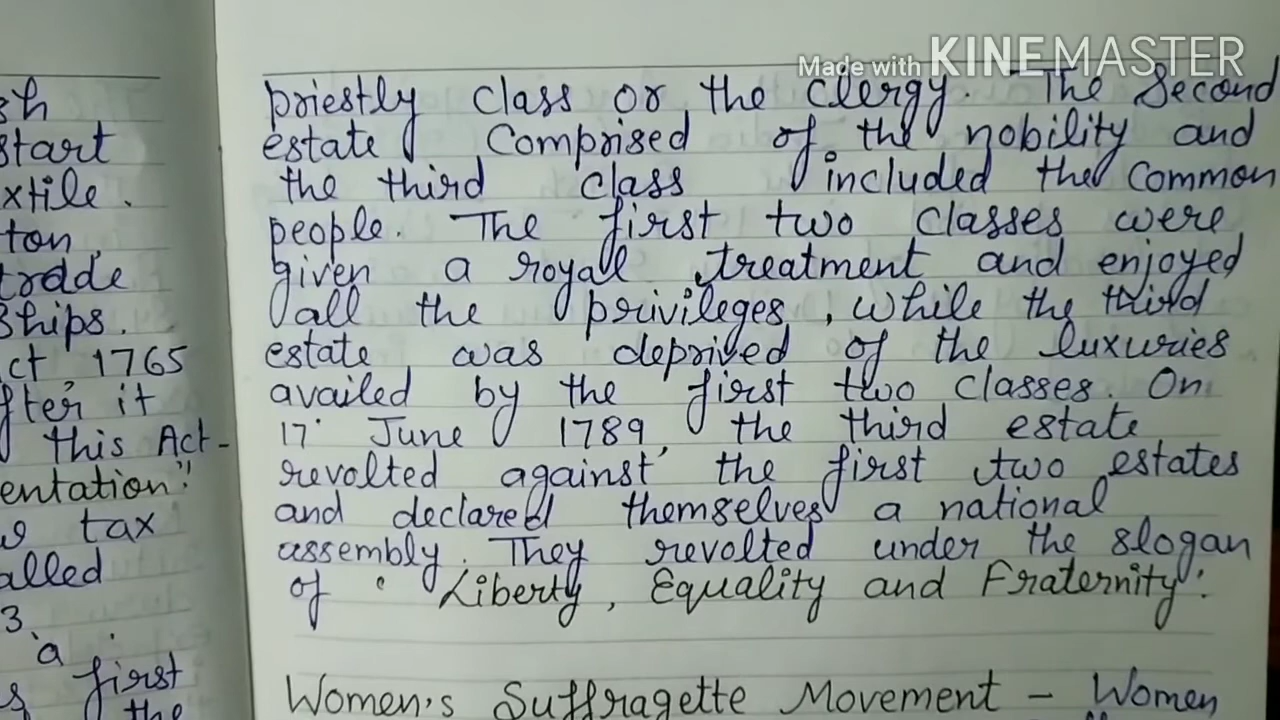 Made with KINEMASTER
sh
start
xtile.
ton,
trade
ships.
ct, 1765
fter it
this Act-
entation"
tax
alled
3.
a
first
the
priestly class or the clergy. The Second
estate comprised of the nobility and
the third class included the common
people. The first two classes were
given a royal treatment and enjoyed
all the privileges, while the third
estate was deprived of the luxuries
availed by the first two classes. On
17 June 1789, the third estate
revolted against the first two estates
and declared themselves a national
assembly. They revolted under the slogan
of ' Liberty, Equality and Fraternity'.
Women's Suffragette Movement - Women